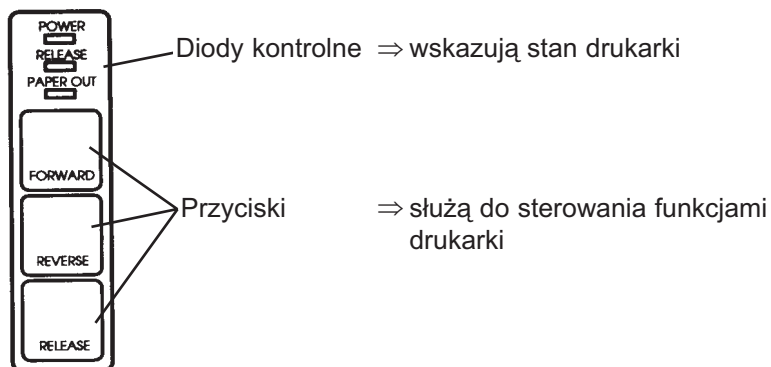 POWER
RELEASE
PAPER OUT
Diody kontrolne ⇒ wskazują stan drukarki
FORWARD
Przyciski ⇒ służą do sterowania funkcjami
drukarki
REVERSE
RELEASE